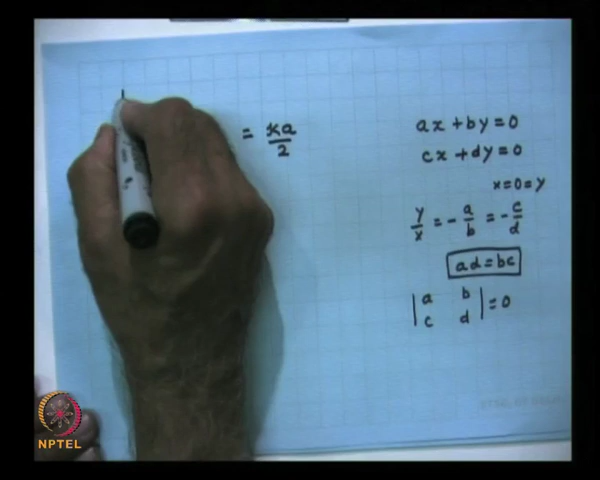 = κa/2
ax + by = 0
cx + dy = 0
x = 0 = y
y/x = - a/b = - c/d
ad = bc
| a b |
| c d | = 0
NPTEL